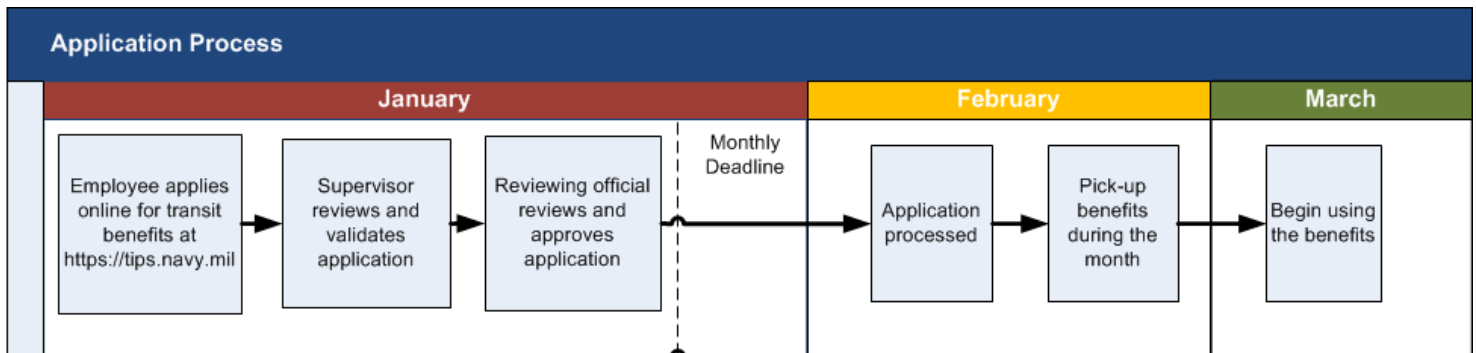 Application Process
January
February
March
Employee applies
online for transit
benefits at
https://tips.navy.mil
Supervisor
reviews and
validates
application
Reviewing official
reviews and
approves
application
Monthly
Deadline
Application
processed
Pick-up
benefits
during the
month
Begin using
the benefits